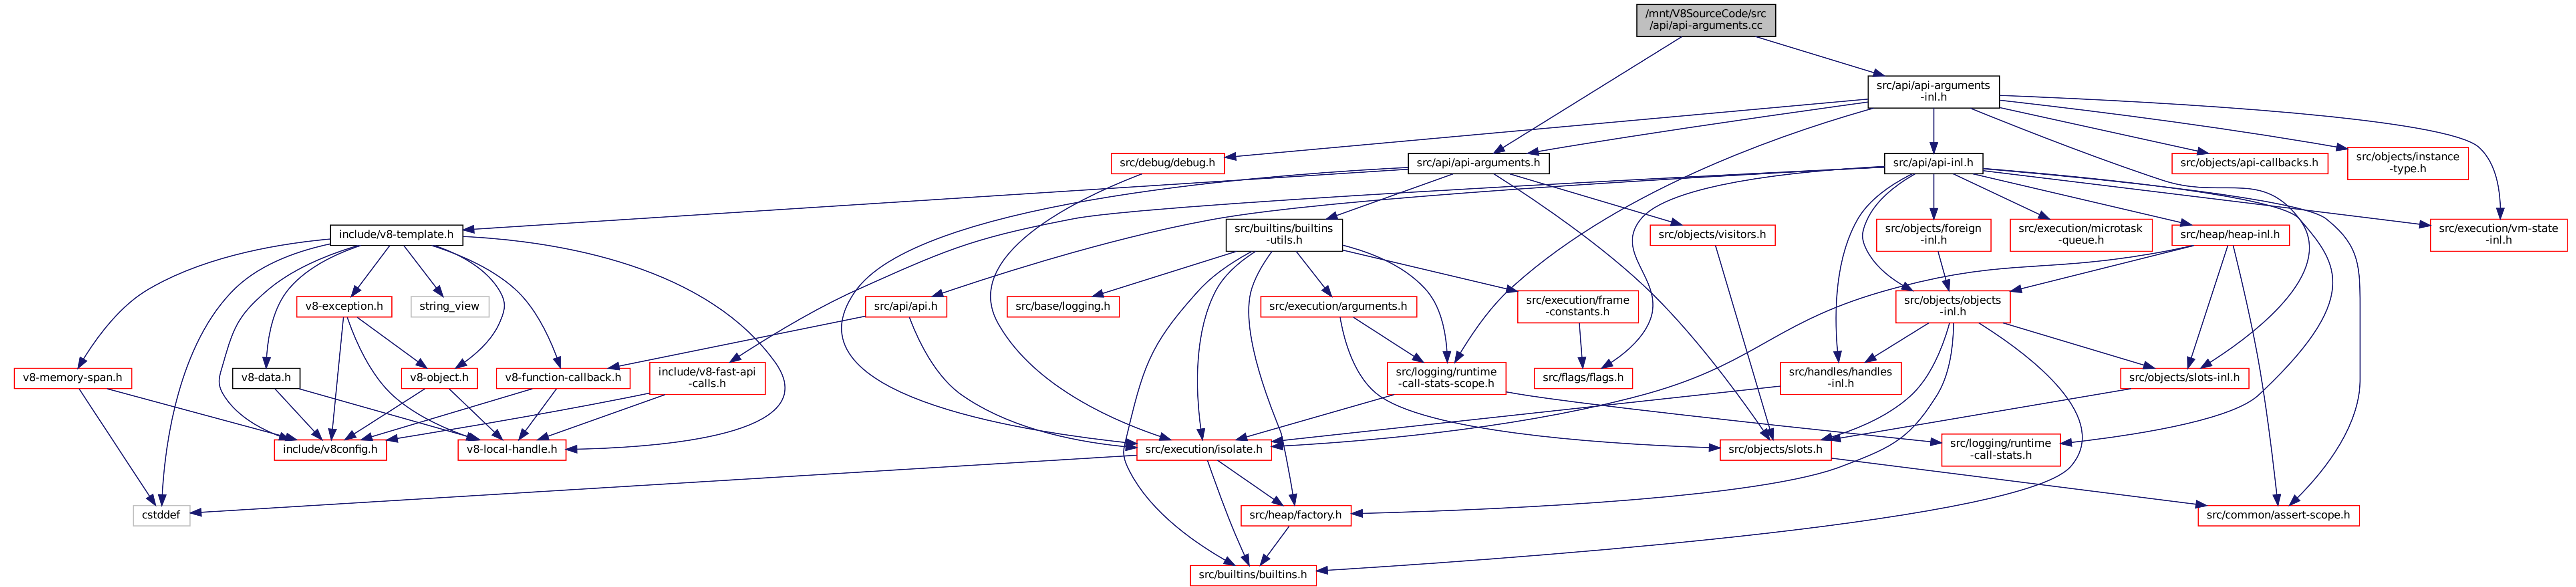 /mnt/V8SourceCode/src
/api/api-arguments.cc
src/api/api-arguments
-inl.h
src/debug/debug.h
src/api/api-arguments.h
src/api/api-inl.h
src/objects/api-callbacks.h
src/objects/instance
-type.h
include/v8-template.h
src/builtins/builtins
-utils.h
src/objects/visitors.h
src/objects/foreign
-inl.h
src/execution/microtask
-queue.h
src/heap/heap-inl.h
src/execution/vm-state
-inl.h
v8-exception.h
string_view
src/api/api.h
src/base/logging.h
src/execution/arguments.h
src/execution/frame
-constants.h
src/objects/objects
-inl.h
v8-memory-span.h
v8-data.h
v8-object.h
v8-function-callback.h
include/v8-fast-api
-calls.h
src/logging/runtime
-call-stats-scope.h
src/flags/flags.h
src/handles/handles
-inl.h
src/objects/slots-inl.h
include/v8config.h
v8-local-handle.h
src/execution/isolate.h
src/objects/slots.h
src/logging/runtime
-call-stats.h
cstddef
src/heap/factory.h
src/common/assert-scope.h
src/builtins/builtins.h